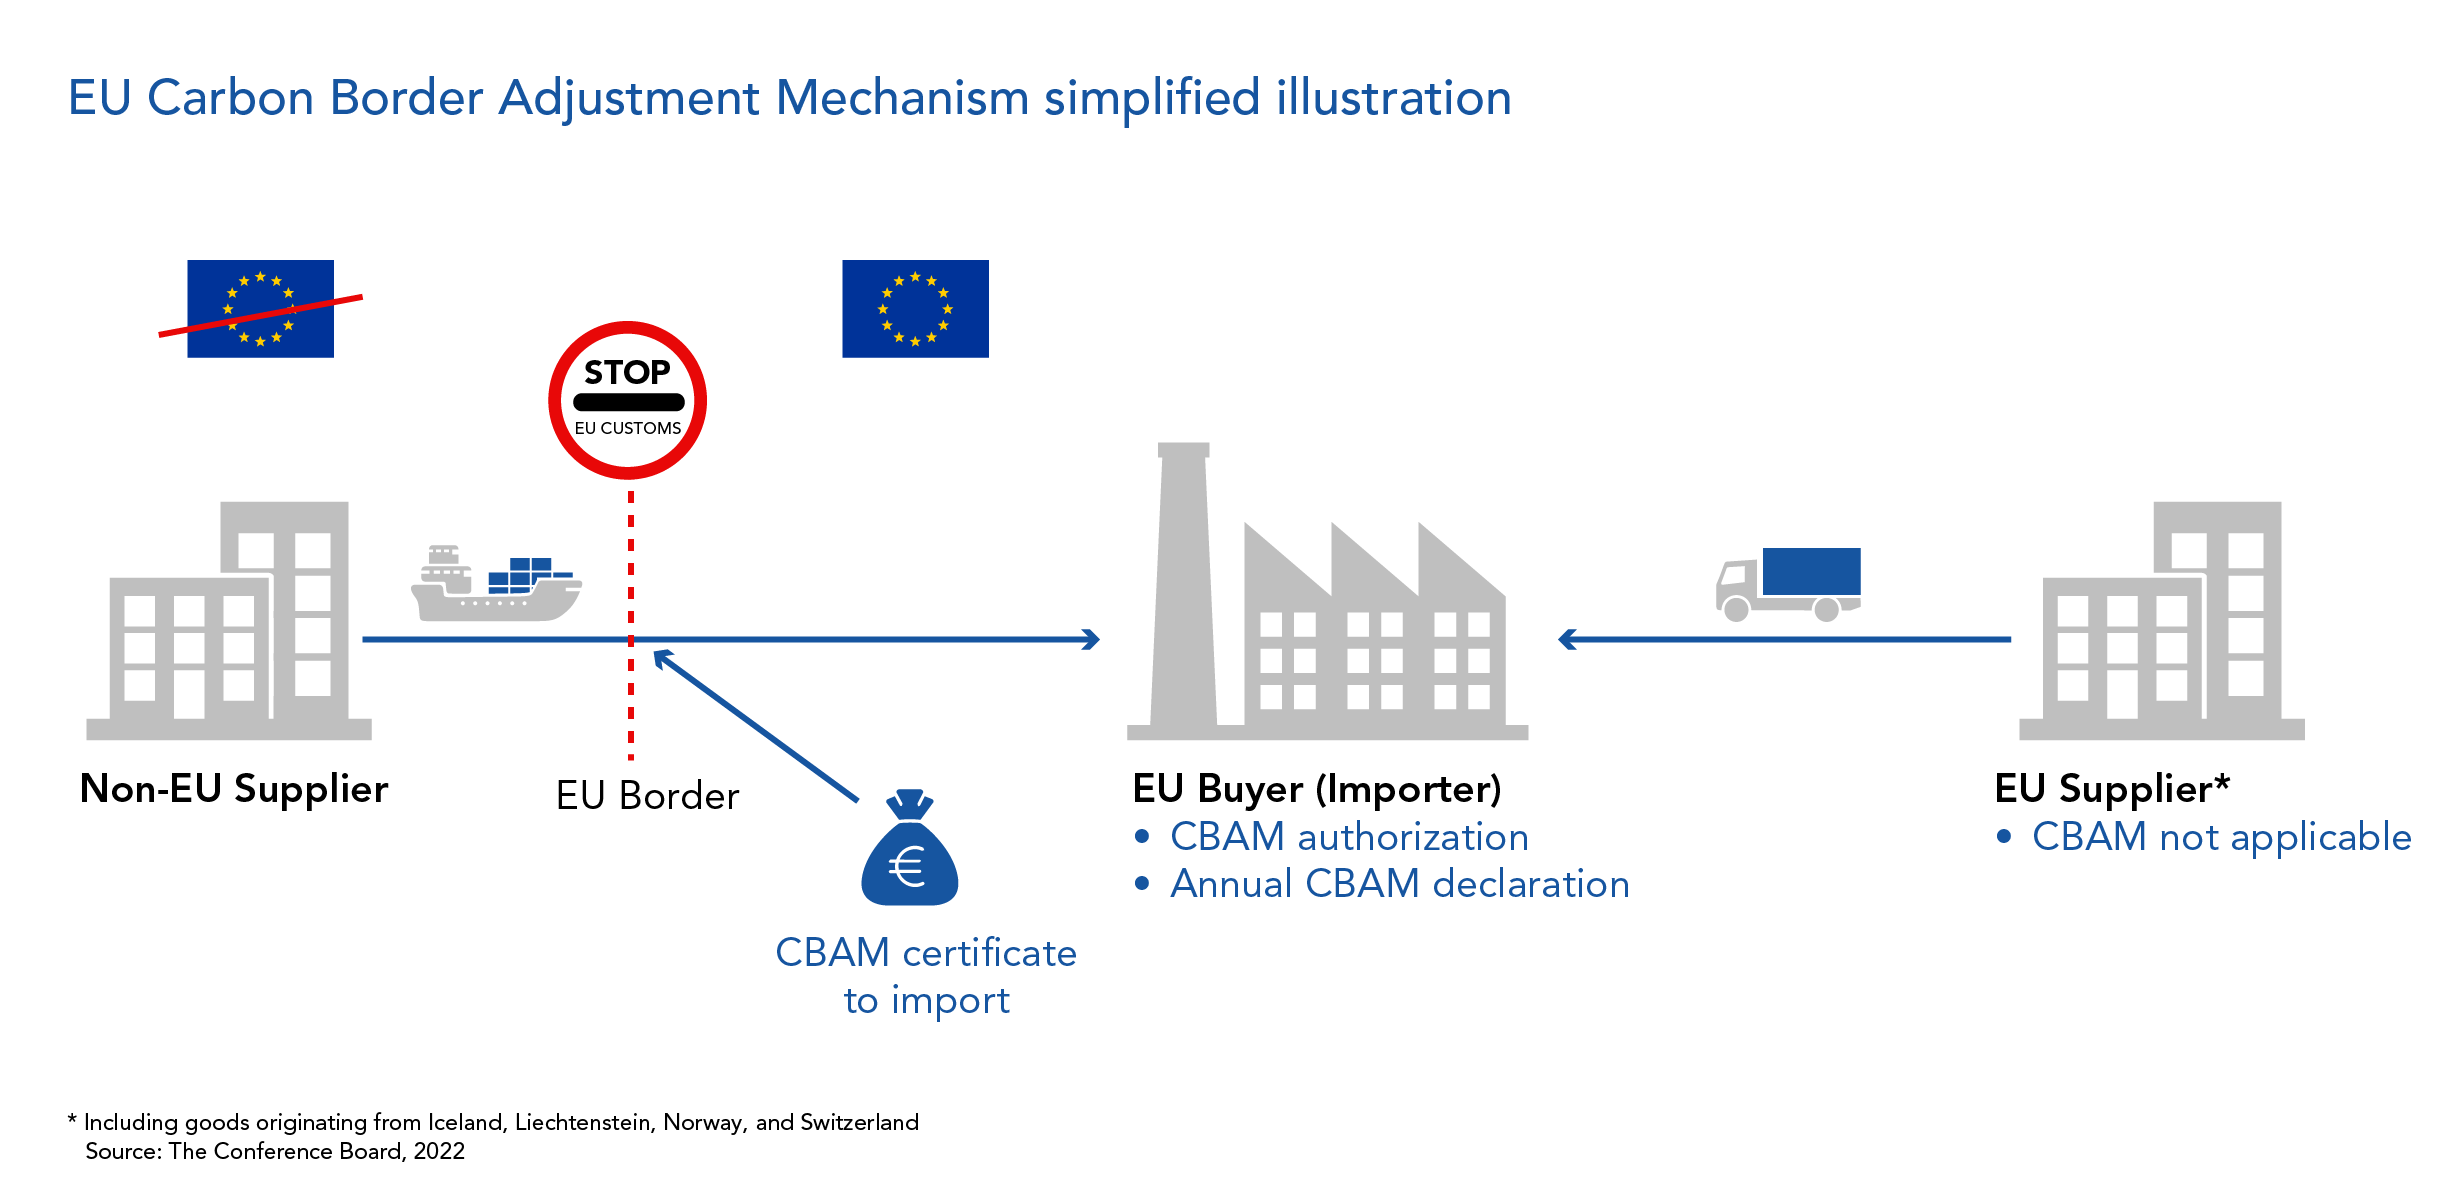 EU Carbon Border Adjustment Mechanism simplified illustration
STOP
EU CUSTOMS
Non-EU Supplier
EU Border
EU Buyer (Importer)
• CBAM authorization
• Annual CBAM declaration
EU Supplier*
• CBAM not applicable
€
CBAM certificate
to import
* Including goods originating from Iceland, Liechtenstein, Norway, and Switzerland
Source: The Conference Board, 2022